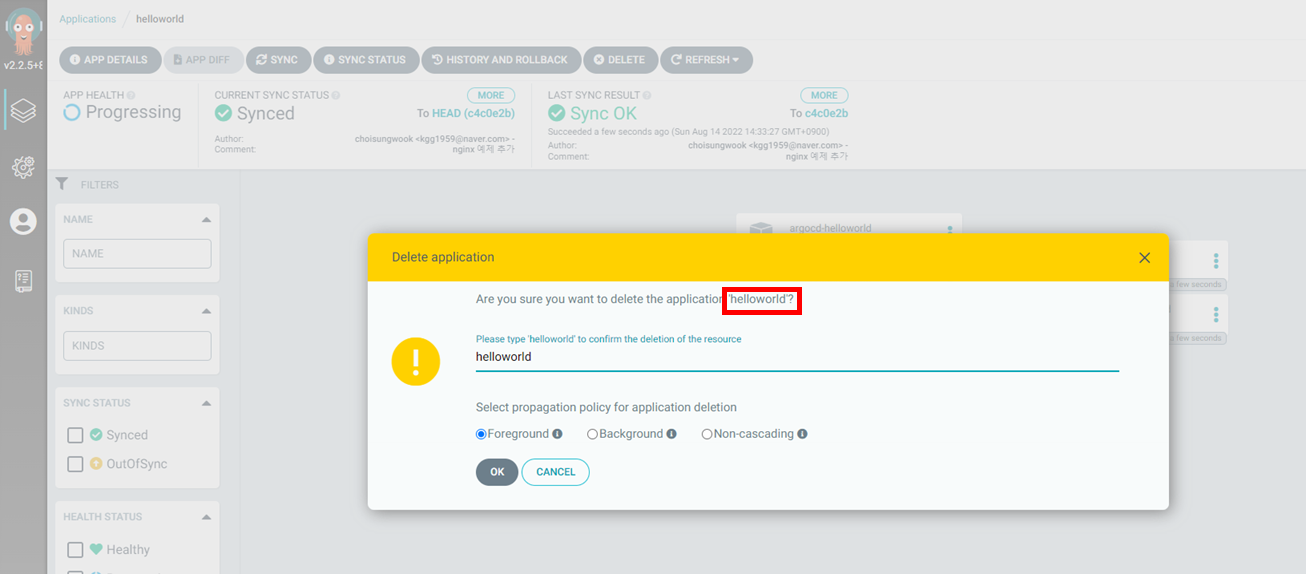 Applications / helloworld
v2.2.5+8
APP DETAILS
APP DIFF
SYNC
SYNC STATUS
HISTORY AND ROLLBACK
DELETE
REFRESH
APP HEALTH
Progressing
CURRENT SYNC STATUS
MORE
Synced
To HEAD (c4c0e2b)
Author: choisungwook <kgg1959@naver.com> -
Comment: nginx 예제 추가
LAST SYNC RESULT
MORE
Sync OK
To c4c0e2b
Succeeded a few seconds ago (Sun Aug 14 2022 14:33:27 GMT+0900)
Author: choisungwook <kgg1959@naver.com> -
Comment: nginx 예제 추가
FILTERS
NAME
NAME
KINDS
KINDS
SYNC STATUS
Synced
OutOfSync
HEALTH STATUS
Healthy
argocd-helloworld
few seconds
few seconds
Delete application
Are you sure you want to delete the application 'helloworld'?
Please type 'helloworld' to confirm the deletion of the resource
helloworld
Select propagation policy for application deletion
Foreground Background Non-cascading
OK CANCEL